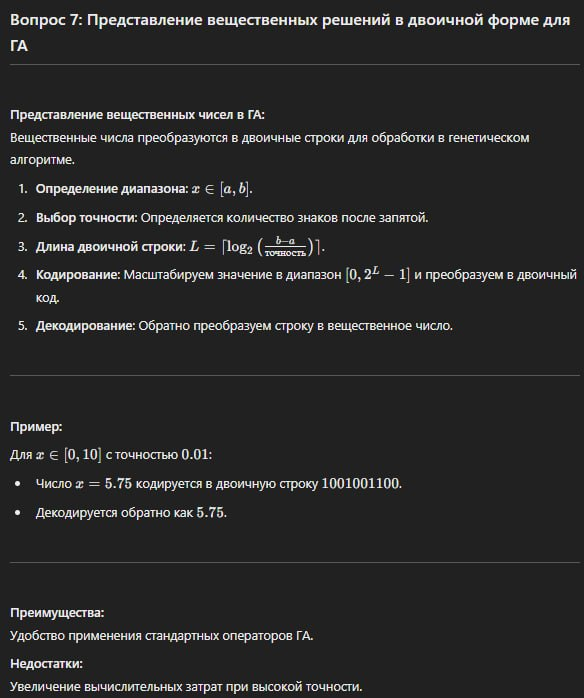 Вопрос 7: Представление вещественных решений в двоичной форме для
ГА
Представление вещественных чисел в ГА:
Вещественные числа преобразуются в двоичные строки для обработки в генетическом
алгоритме.
1. Определение диапазона: x ∈ [a, b].
2. Выбор точности: Определяется количество знаков после запятой.
3. Длина двоичной строки: L = ⌈log₂ (b−a / точность)⌉.
4. Кодирование: Масштабируем значение в диапазон [0, 2^L − 1] и преобразуем в двоичный
код.
5. Декодирование: Обратно преобразуем строку в вещественное число.
Пример:
Для x ∈ [0, 10] с точностью 0.01:
• Число x = 5.75 кодируется в двоичную строку 1001001100.
• Декодируется обратно как 5.75.
Преимущества:
Удобство применения стандартных операторов ГА.
Недостатки:
Увеличение вычислительных затрат при высокой точности.